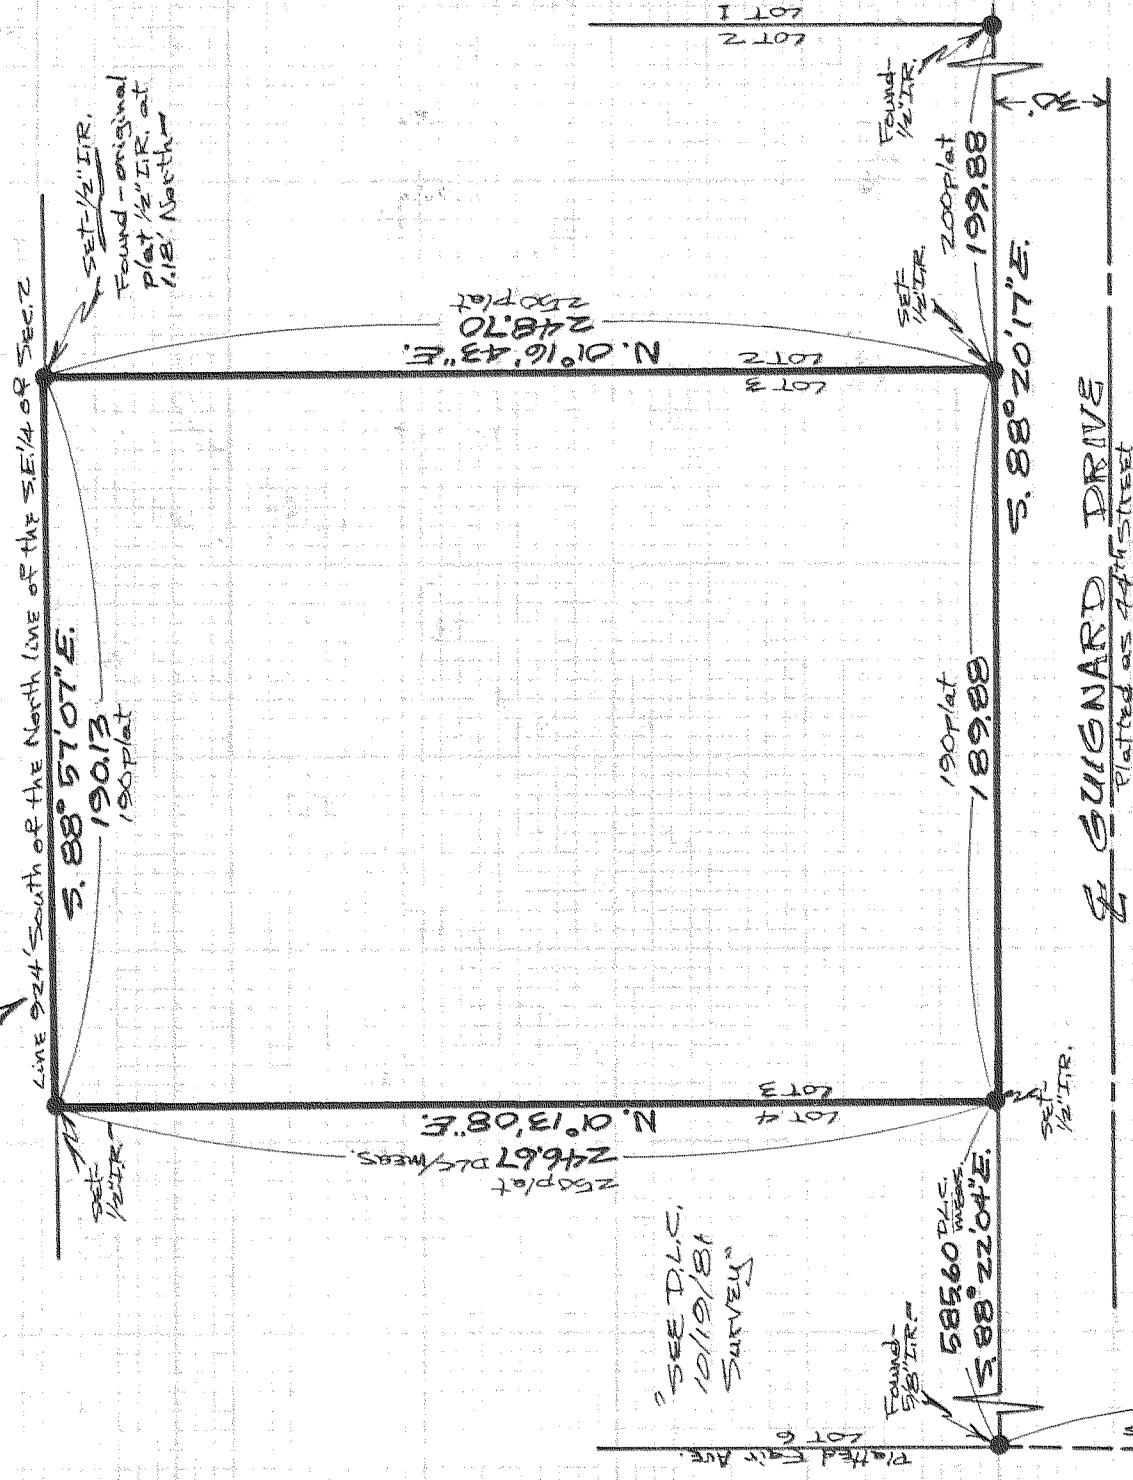 Line 924' South of the North line of the S.E.1/4 of SEC. 2
S. 88° 57' 07" E.
190.13
190 plat
SET-
1/2" I.R.
SET-1/2" I.R.
Found - original
plat 1/2" I.R. at
1.18' North
N. 01° 13' 08" E.
246.67 DLC/MEAS.
250 plat
LOT 4
LOT 3
N. 01° 16' 43" E.
248.70
250 plat
LOT 3
LOT 2
LOT 2
LOT 1
"SEE D.L.C.
10/19/81
SURVEY"
Platted Fair Ave.
LOT 6
Found-
5/8" I.R.
585.60 D.L.C. meas.
S. 88° 22' 04" E.
SET-
1/2" I.R.
190 plat
189.88
SET-
1/2" I.R.
200 plat
199.88
Found-
1/2" I.R.
S. 88° 20' 17" E.
30'
GUIGNARD DRIVE
Platted as 44th Street